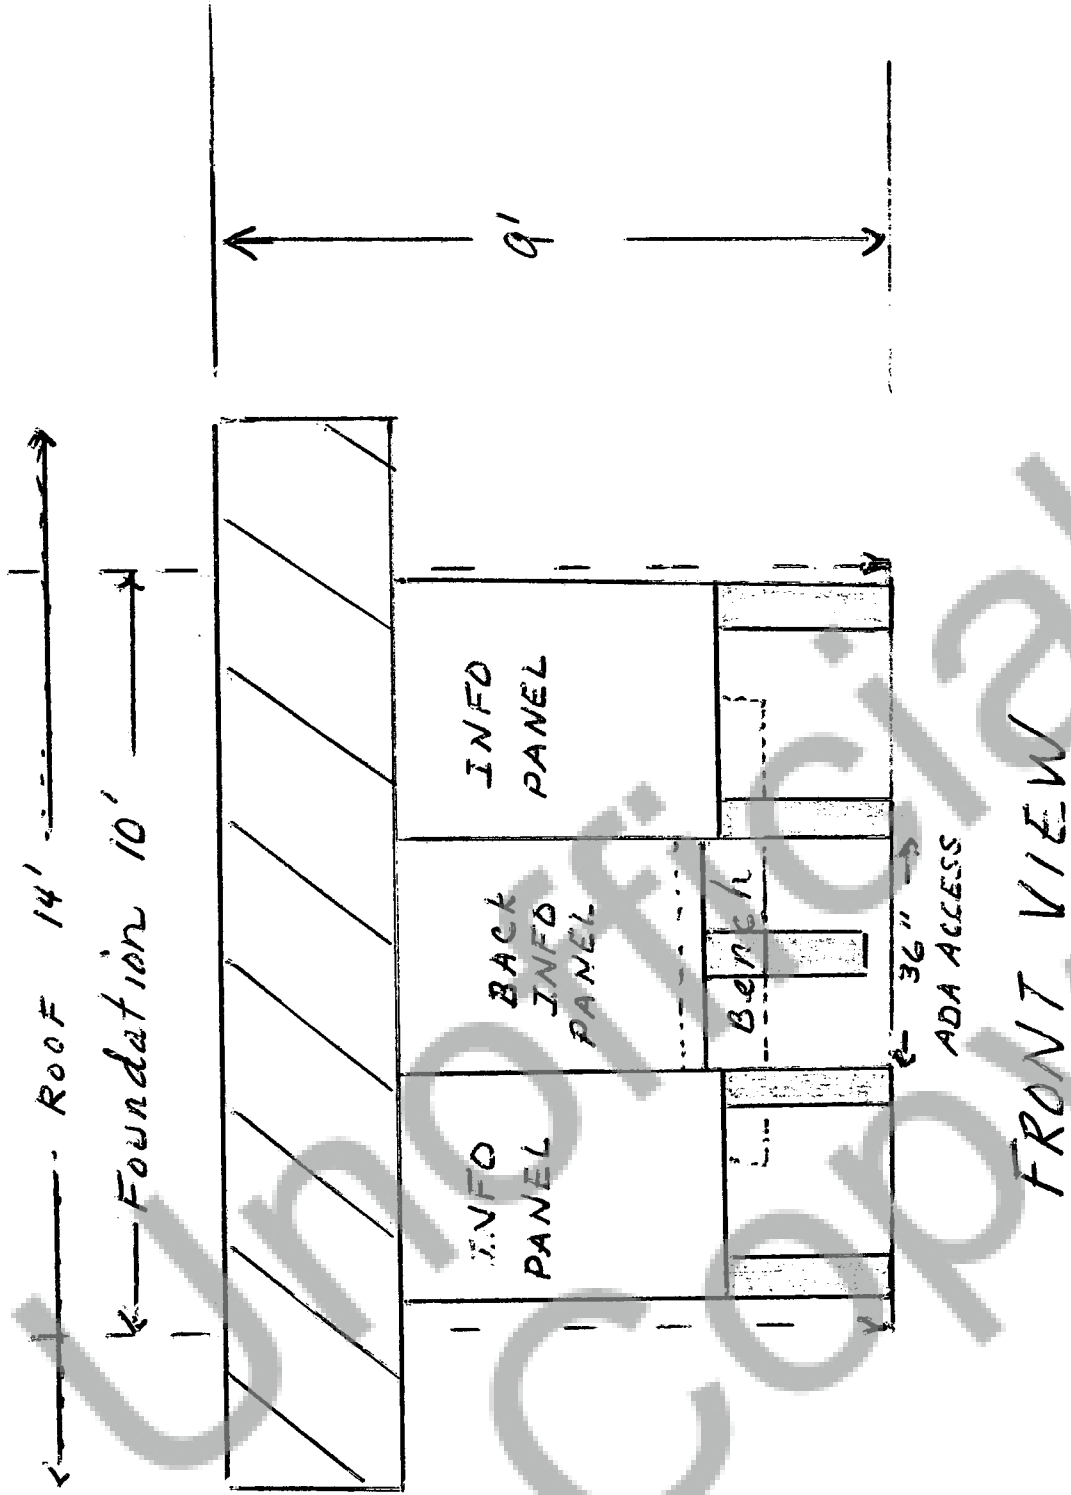 ROOF 14'
Foundation 10'
9'
INFO
PANEL
BACK
INFO
PANEL
INFO
PANEL
Bench
36"
ADA ACCESS
FRONT VIEW
Unofficial
Copy